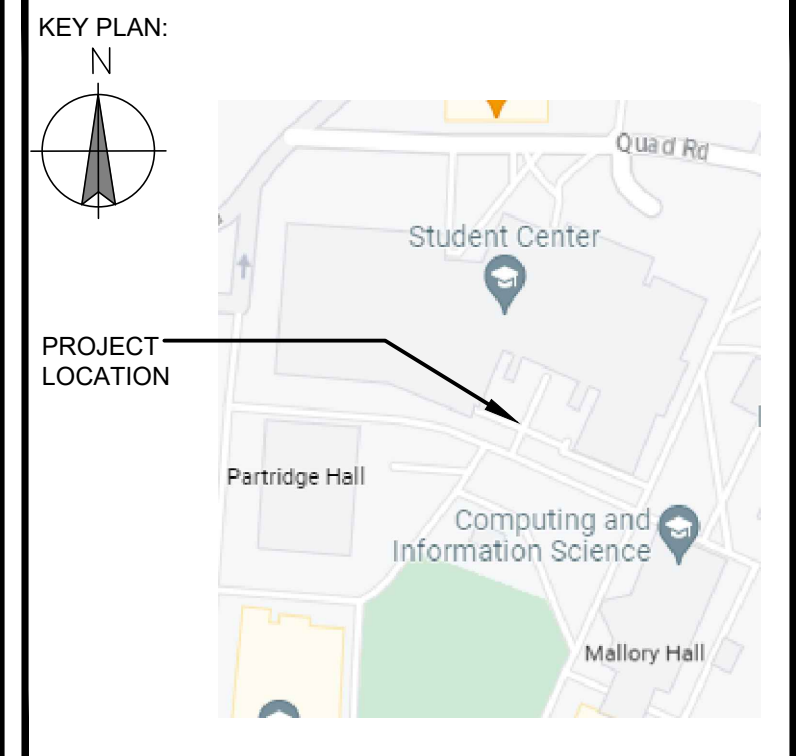 KEY PLAN:
N
Quad Rd
Student Center
PROJECT
LOCATION
Partridge Hall
Computing and
Information Science
Mallory Hall